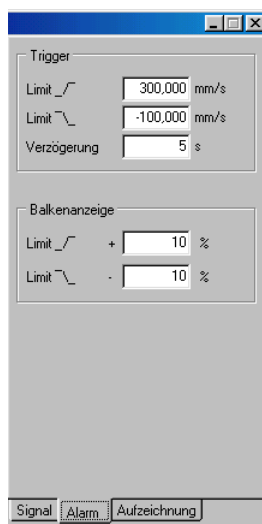 Trigger
Limit _/‾ 300,000 mm/s
Limit ‾\_ -100,000 mm/s
Verzögerung 5 s
Balkenanzeige
Limit _/‾ + 10 %
Limit ‾\_ - 10 %
Signal Alarm Aufzeichnung